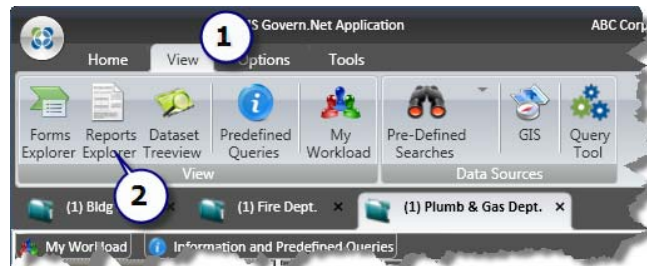 S Govern.Net Application ABC Corp
1
Home View Options Tools
Forms Explorer
Reports Explorer
Dataset Treeview
Predefined Queries
My Workload
Pre-Defined Searches
GIS
Query Tool
View
Data Sources
2
(1) Bldg × (1) Fire Dept. × (1) Plumb & Gas Dept. ×
My Workload Information and Predefined Queries